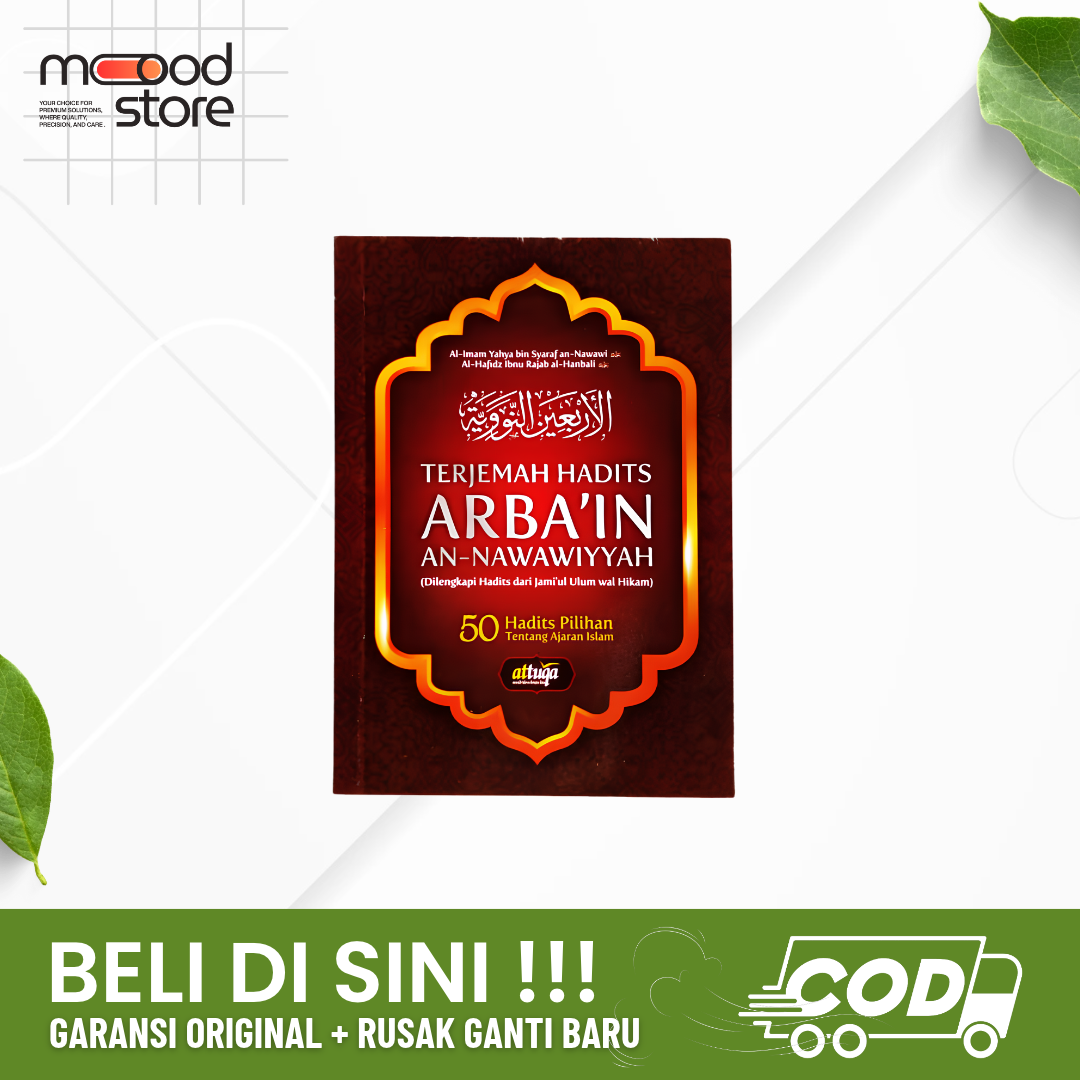 mood
store
YOUR CHOICE FOR
PREMIUM SOLUTIONS,
WHERE QUALITY,
PRECISION, AND CARE.
Al-Imam Yahya bin Syaraf an-Nawawi
Al-Hafidz Ibnu Rajab al-Hanbali
الأَرْبَعِيْنَ النَّوَوِيَّة
TERJEMAH HADITS
ARBA'IN
AN-NAWAWIYYAH
(Dilengkapi Hadits dari Jami'ul Ulum wal Hikam)
50 Hadits Pilihan
Tentang Ajaran Islam
attuqa
BELI DI SINI !!!
GARANSI ORIGINAL + RUSAK GANTI BARU
COD